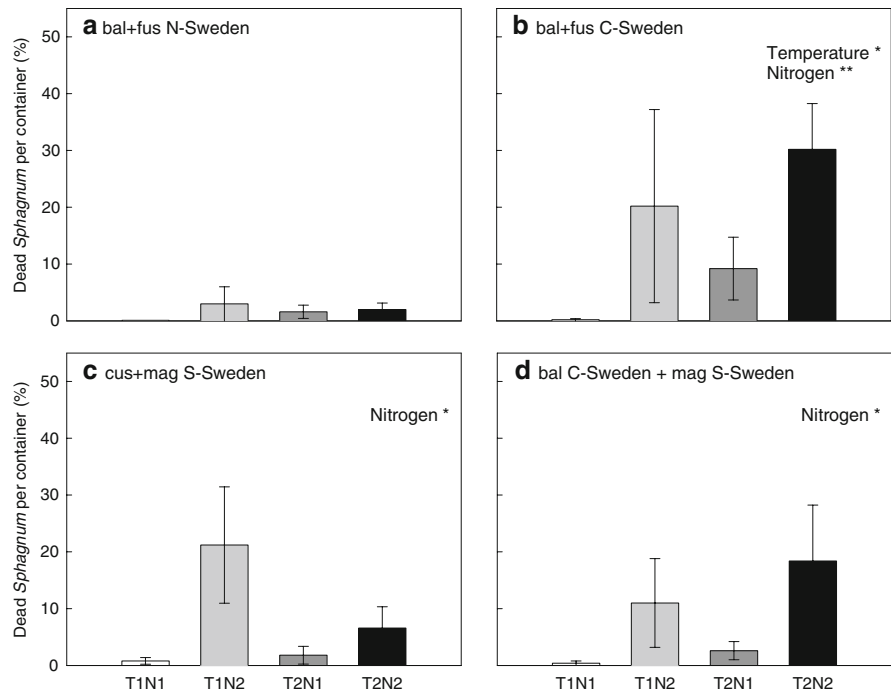 a bal+fus N-Sweden
50
40
30
20
10
0
Dead Sphagnum per container (%)
b bal+fus C-Sweden
Temperature *
Nitrogen **
c cus+mag S-Sweden
Nitrogen *
50
40
30
20
10
0
Dead Sphagnum per container (%)
T1N1 T1N2 T2N1 T2N2
d bal C-Sweden + mag S-Sweden
Nitrogen *
T1N1 T1N2 T2N1 T2N2